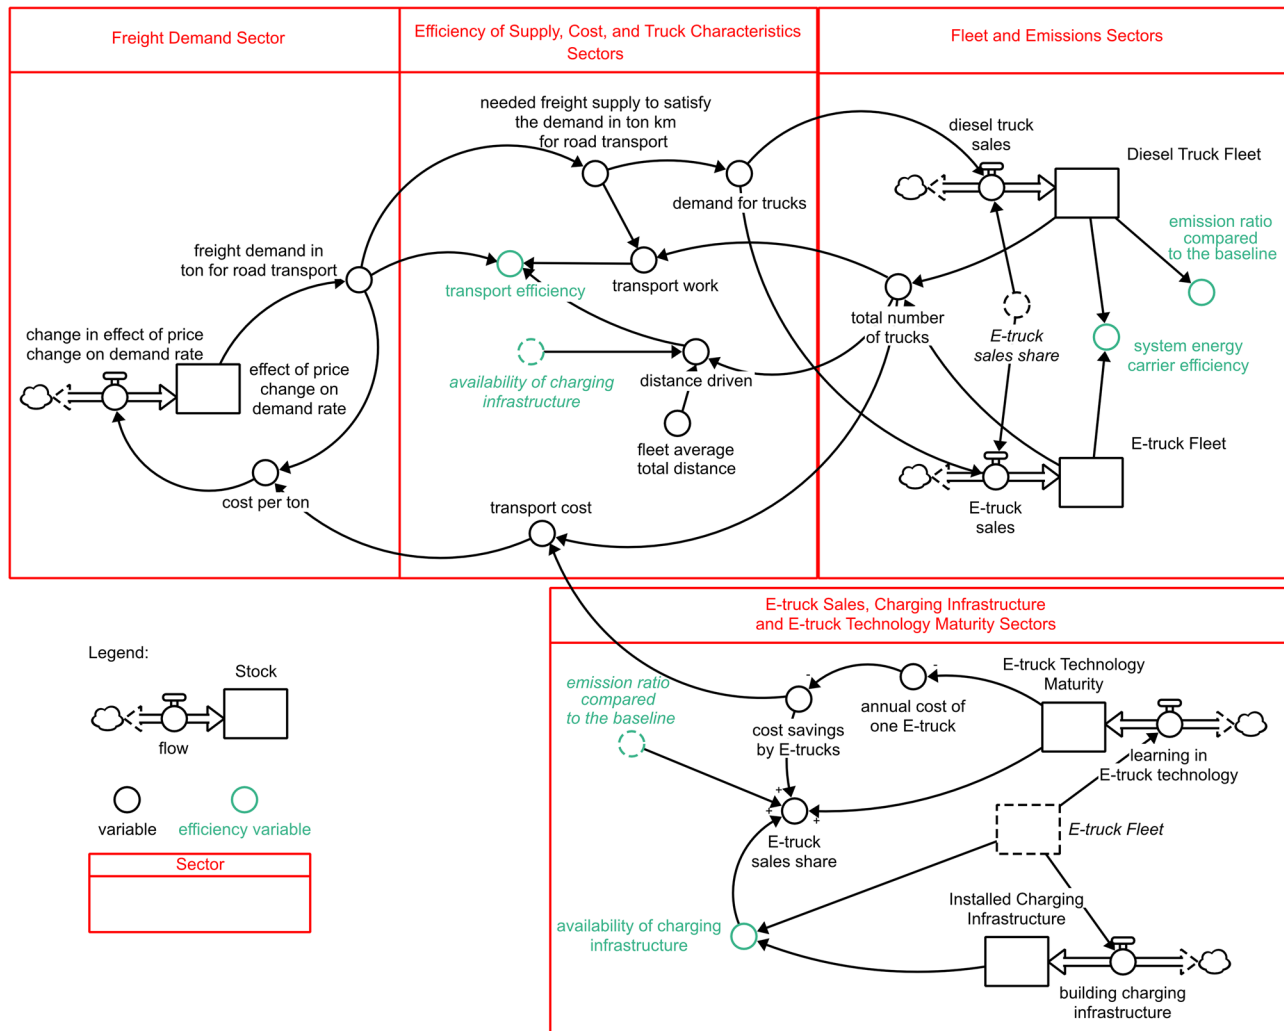 Freight Demand Sector
Efficiency of Supply, Cost, and Truck Characteristics
Sectors
Fleet and Emissions Sectors
needed freight supply to satisfy
the demand in ton km
for road transport
diesel truck
sales
Diesel Truck Fleet
demand for trucks
emission ratio
compared
to the baseline
freight demand in
ton for road transport
transport efficiency
transport work
total number
of trucks
E-truck
sales share
system energy
carrier efficiency
change in effect of price
change on demand rate
effect of price
change on
demand rate
availability of charging
infrastructure
distance driven
fleet average
total distance
E-truck Fleet
cost per ton
transport cost
E-truck
sales
E-truck Sales, Charging Infrastructure
and E-truck Technology Maturity Sectors
Legend:
Stock
flow
variable
efficiency variable
Sector
emission ratio
compared
to the baseline
-
-
cost savings
by E-trucks
annual cost of
one E-truck
E-truck Technology
Maturity
learning in
E-truck technology
+
+
+
E-truck
sales share
E-truck Fleet
availability of charging
infrastructure
Installed Charging
Infrastructure
building charging
infrastructure